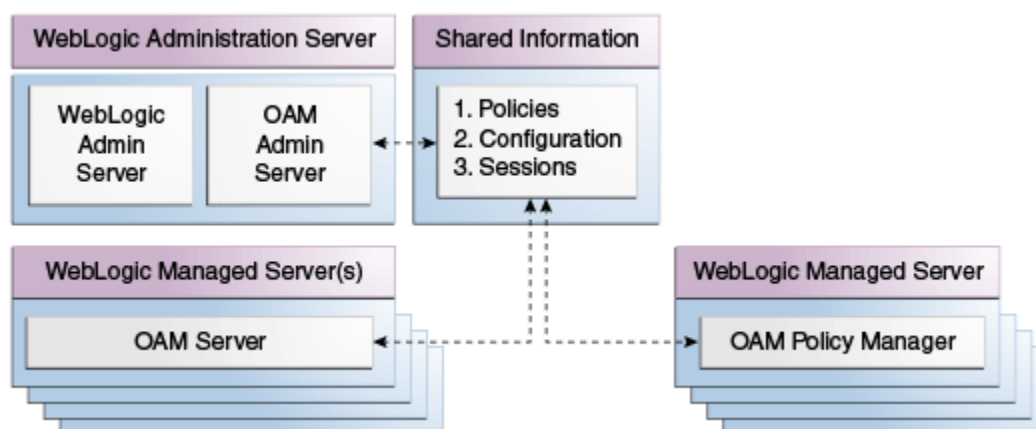 WebLogic Administration Server
WebLogic
Admin
Server
OAM
Admin
Server
Shared Information
1. Policies
2. Configuration
3. Sessions
WebLogic Managed Server(s)
OAM Server
WebLogic Managed Server
OAM Policy Manager